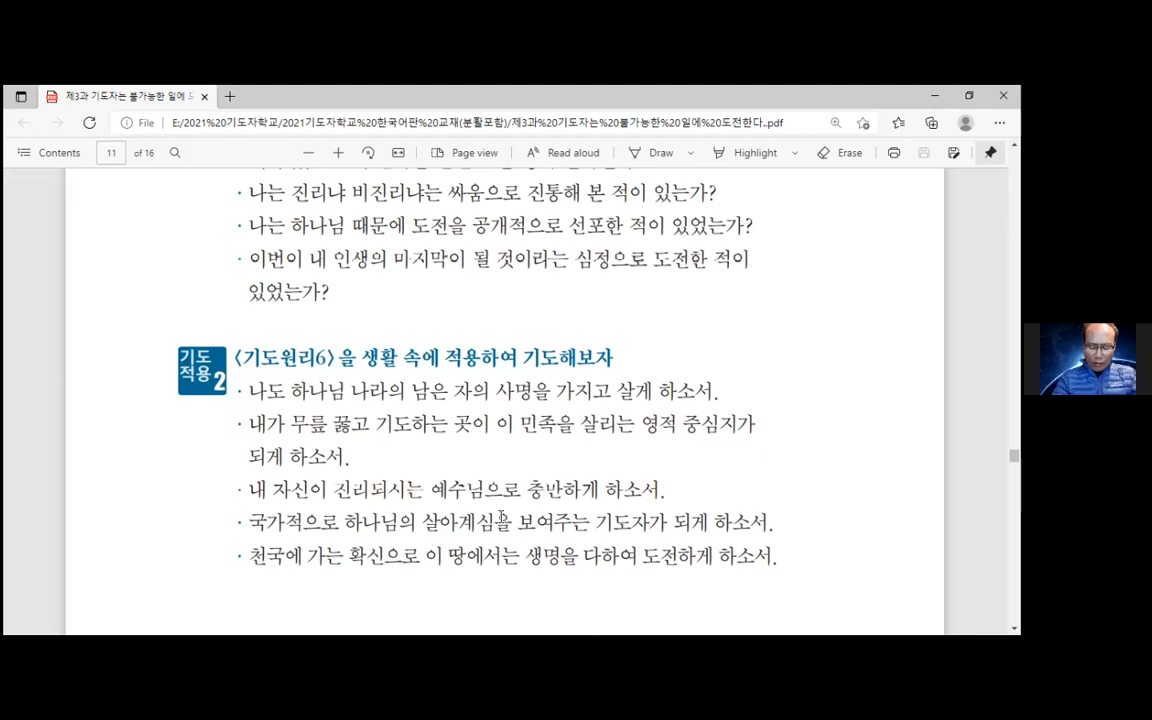 제3과 기도자는 불가능한 일에 도
File
E:/2021%20기도자학교/2021기도자학교%20한국어판%20교재(분활포함)/제3과%20기도자는%20불가능한%20일에%20도전한다..pdf
Contents 11 of 16 Page view Read aloud Draw Highlight Erase
· 나는 진리냐 비진리냐는 싸움으로 진통해 본 적이 있는가?
· 나는 하나님 때문에 도전을 공개적으로 선포한 적이 있었는가?
· 이번이 내 인생의 마지막이 될 것이라는 심정으로 도전한 적이
있었는가?
기도
적용2
〈기도원리6〉을 생활 속에 적용하여 기도해보자
· 나도 하나님 나라의 남은 자의 사명을 가지고 살게 하소서.
· 내가 무릎 꿇고 기도하는 곳이 이 민족을 살리는 영적 중심지가
되게 하소서.
· 내 자신이 진리되시는 예수님으로 충만하게 하소서.
· 국가적으로 하나님의 살아계심을 보여주는 기도자가 되게 하소서.
· 천국에 가는 확신으로 이 땅에서는 생명을 다하여 도전하게 하소서.